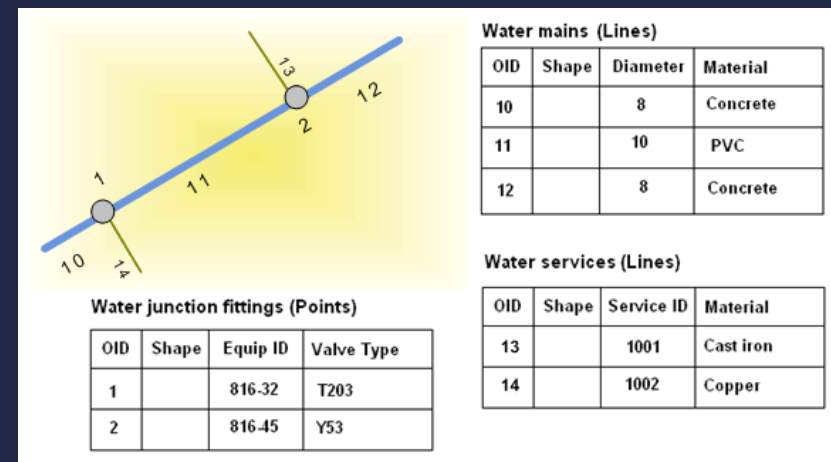 13
12
2
1
11
10
14
Water mains (Lines)
OID Shape Diameter Material
10 8 Concrete
11 10 PVC
12 8 Concrete
Water services (Lines)
OID Shape Service ID Material
13 1001 Cast iron
14 1002 Copper
Water junction fittings (Points)
OID Shape Equip ID Valve Type
1 816-32 T203
2 816-45 Y53